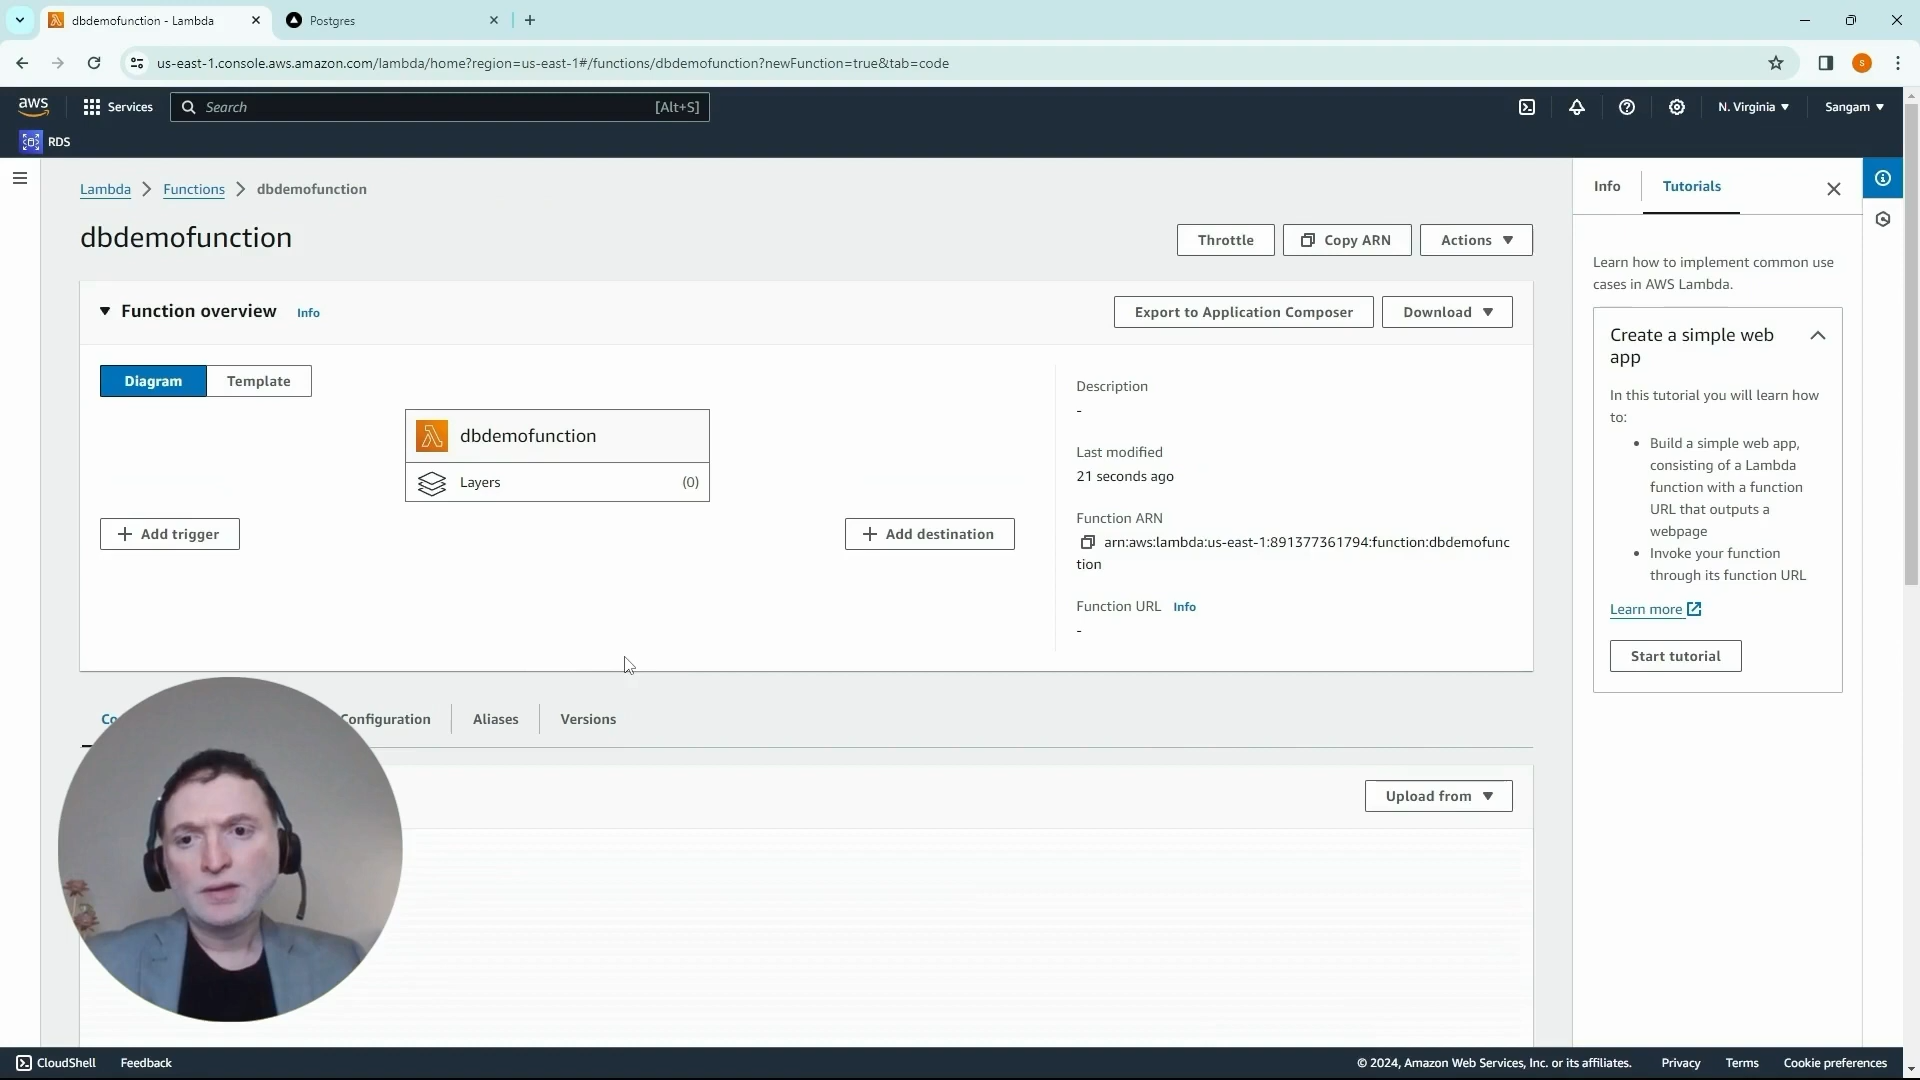 dbdemofunction - Lambda
Postgres
us-east-1.console.aws.amazon.com/lambda/home?region=us-east-1#/functions/dbdemofunction?newFunction=true&tab=code
S
aws
Services
Search
[Alt+S]
N. Virginia
Sangam
RDS
Lambda
Functions
dbdemofunction
dbdemofunction
Throttle
Copy ARN
Actions
Function overview
Info
Export to Application Composer
Download
Diagram
Template
dbdemofunction
Layers
(0)
Add trigger
Add destination
Description
-
Last modified
21 seconds ago
Function ARN
arn:aws:lambda:us-east-1:891377361794:function:dbdemofunc
tion
Function URL
Info
-
Configuration
Aliases
Versions
Upload from
Info
Tutorials
Learn how to implement common use
cases in AWS Lambda.
Create a simple web
app
In this tutorial you will learn how
to:
• Build a simple web app,
consisting of a Lambda
function with a function
URL that outputs a
webpage
• Invoke your function
through its function URL
Learn more
Start tutorial
CloudShell
Feedback
© 2024, Amazon Web Services, Inc. or its affiliates.
Privacy
Terms
Cookie preferences